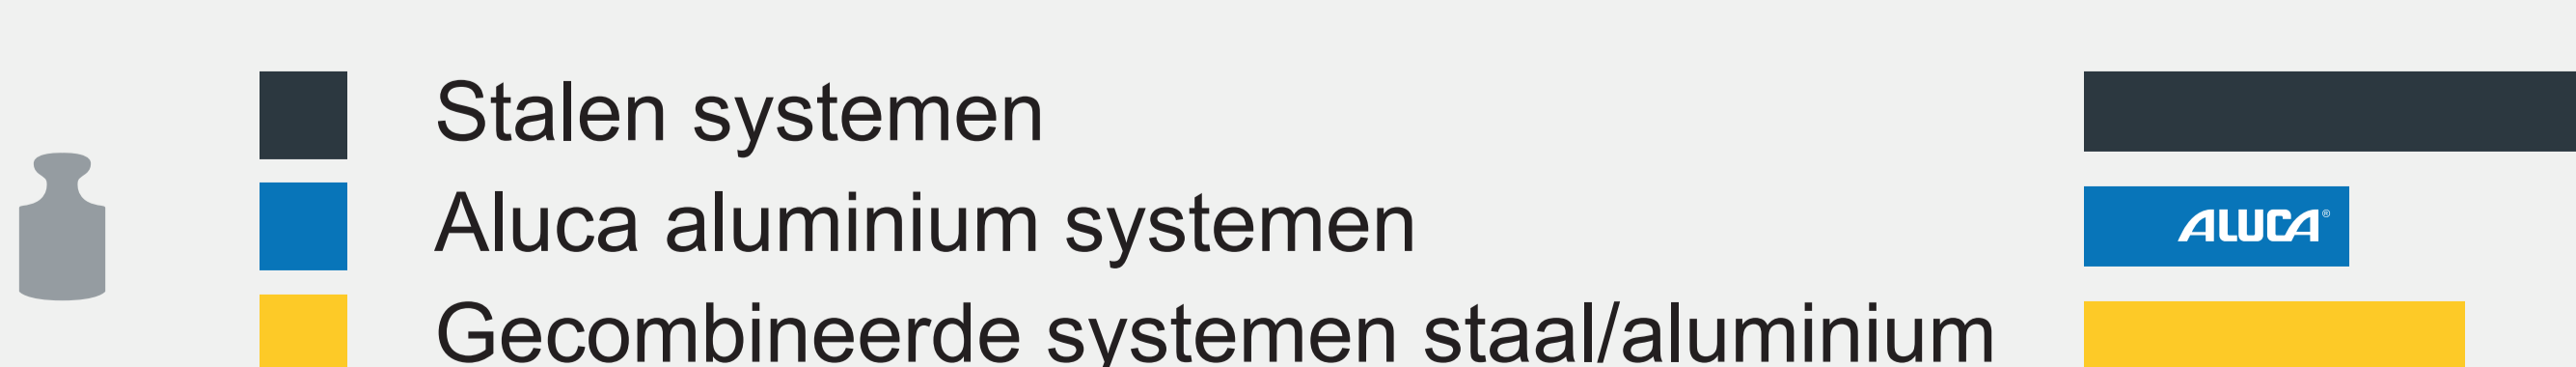 Stalen systemen
Aluca aluminium systemen
ALUCA®
Gecombineerde systemen staal/aluminium